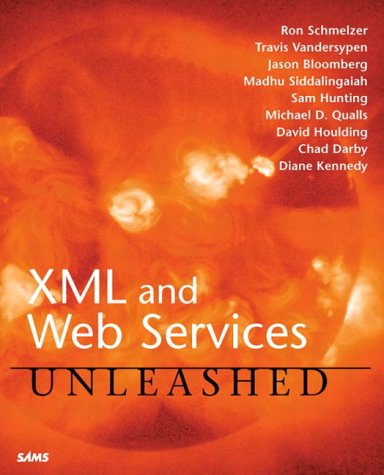 Ron Schmelzer
Travis Vandersypen
Jason Bloomberg
Madhu Siddalingaiah
Sam Hunting
Michael D. Qualls
David Houlding
Chad Darby
Diane Kennedy
XML and
Web Services
UNLEASHED
SAMS